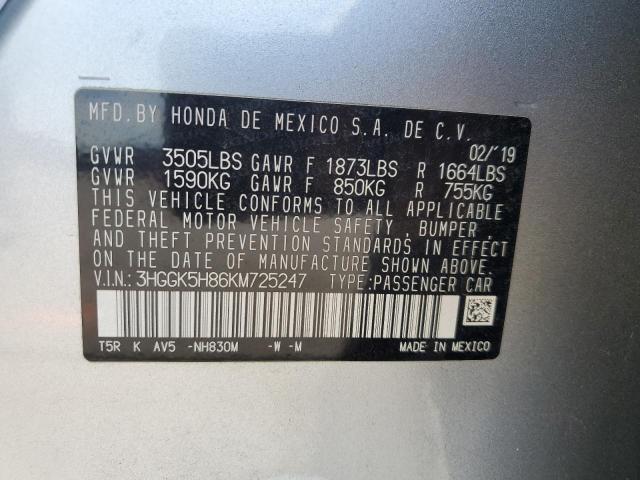 MFD. BY HONDA DE MEXICO S.A. DE C.V.
02/'19
GVWR 3505LBS GAWR F 1873LBS R 1664LBS
GVWR 1590KG GAWR F 850KG R 755KG
THIS VEHICLE CONFORMS TO ALL APPLICABLE
FEDERAL MOTOR VEHICLE SAFETY, BUMPER,
AND THEFT PREVENTION STANDARDS IN EFFECT
ON THE DATE OF MANUFACTURE SHOWN ABOVE.
V.I.N.: 3HGGK5H86KM725247 TYPE:PASSENGER CAR
T5R K AV5 -NH830M -W -M MADE IN MEXICO